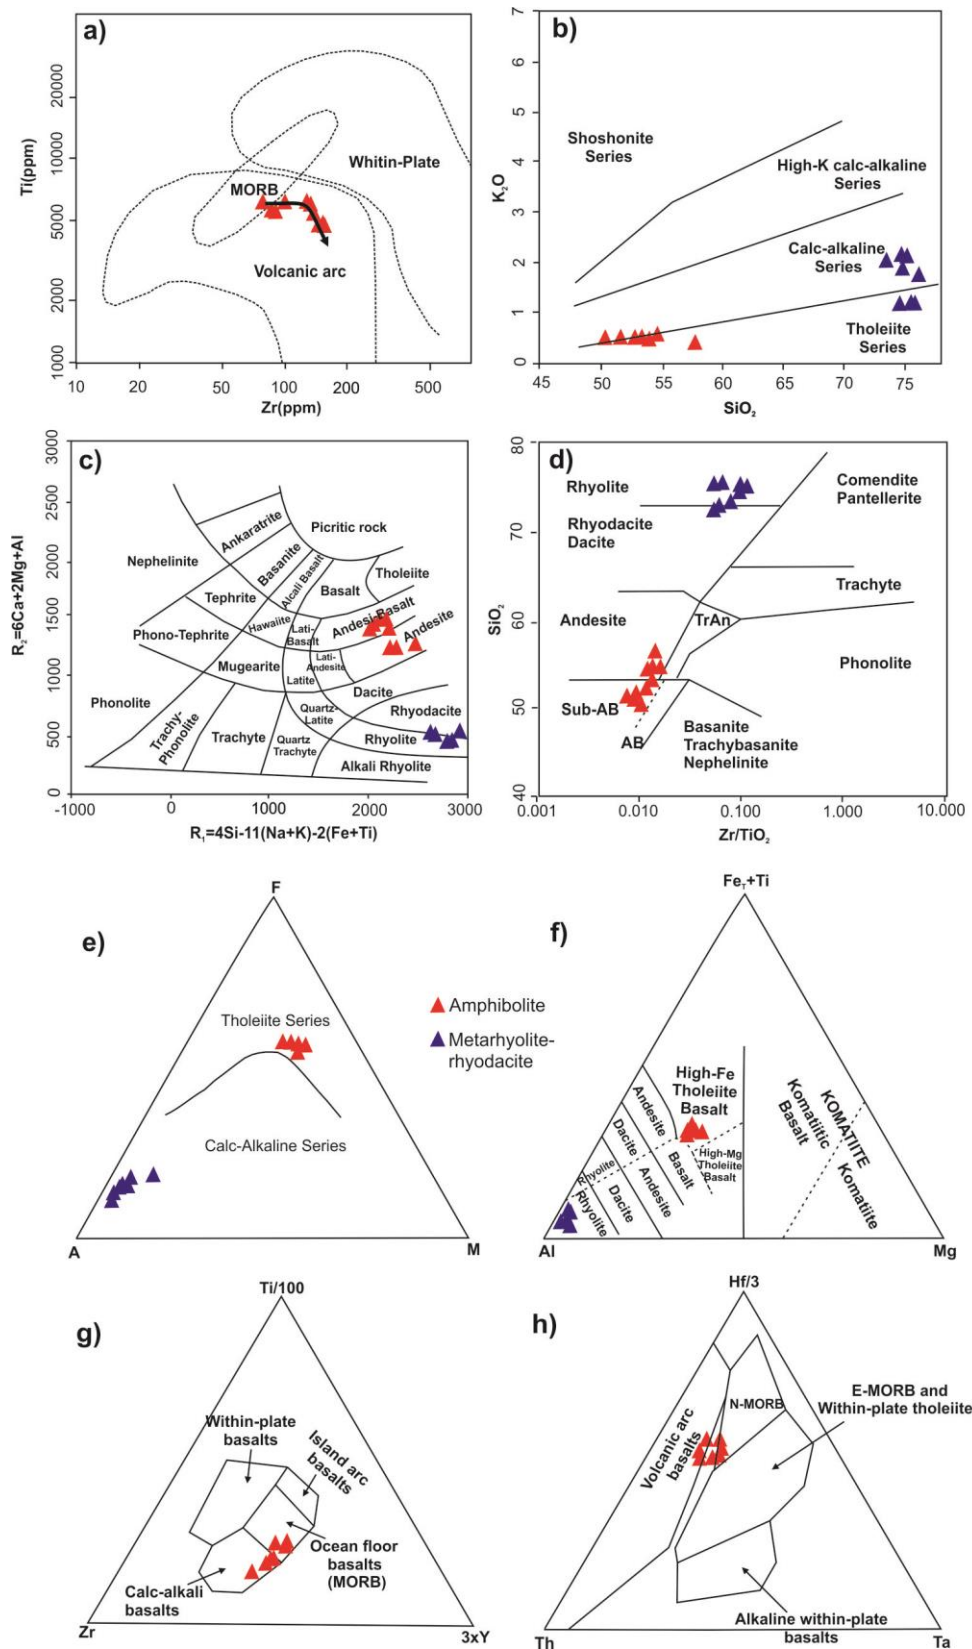 a)
Ti(ppm)
20000
10000
5000
2000
1000
Whitin-Plate
MORB
Volcanic arc
10
20
50
100
200
500
Zr(ppm)
b)
K2O
7
6
5
4
3
2
1
0
Shoshonite
Series
High-K calc-alkaline
Series
Calc-alkaline
Series
Tholeiite
Series
45
50
55
60
65
70
75
SiO2
c)
R2=6Ca+2Mg+Al
3000
2500
2000
1500
1000
500
0
Ankaratrite
Picritic rock
Nephelinite
Basanite
Alcali Basalt
Tholeiite
Basalt
Tephrite
Hawaiite
Lati-
Basalt
Andesi-Basalt
Andesite
Phono-Tephrite
Mugearite
Lati-
Andesite
Latite
Dacite
Phonolite
Quartz-
Latite
Rhyodacite
Trachy-
Phonolite
Trachyte
Quartz
Trachyte
Rhyolite
Alkali Rhyolite
-1000
0
1000
2000
3000
R1=4Si-11(Na+K)-2(Fe+Ti)
d)
SiO2
80
70
60
50
40
Rhyolite
Comendite
Pantellerite
Rhyodacite
Dacite
Trachyte
Andesite
TrAn
Phonolite
Sub-AB
AB
Basanite
Trachybasanite
Nephelinite
0.001
0.010
0.100
1.000
10.000
Zr/TiO2
e)
F
Tholeiite Series
Calc-Alkaline Series
A
M
Amphibolite
Metarhyolite-
rhyodacite
f)
FeT+Ti
High-Fe
Tholeiite
Basalt
Andesite
Dacite
Rhyolite
Basalt
High-Mg
Tholeiite
Basalt
Andesite
Dacite
Rhyolite
Komatiitic
Basalt
KOMATIITE
Komatiite
Al
Mg
g)
Ti/100
Within-plate
basalts
Island arc
basalts
Ocean floor
basalts
(MORB)
Calc-alkali
basalts
Zr
3xY
h)
Hf/3
N-MORB
E-MORB and
Within-plate tholeiite
Volcanic arc
basalts
Alkaline within-plate
basalts
Th
Ta